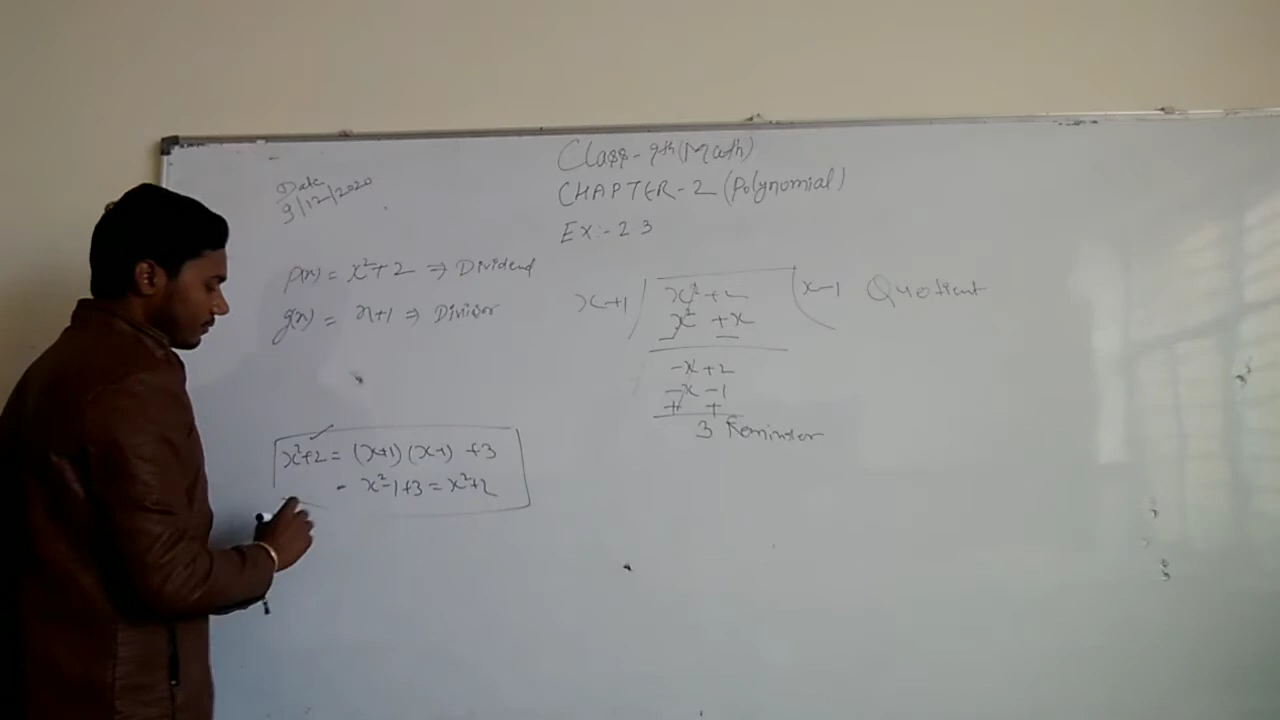 Date
9/12/2020
Class - 9th (Math)
CHAPTER - 2 (Polynomial)
Ex:- 2.3
p(x) = x²+2 ⇒ Dividend
g(x) = x+1 ⇒ Divisor
x+1 ) x²+2 ( x-1 Quotient
x² +x
- -
-x+2
-x -1
+ +
3 Reminder
x²+2 = (x+1)(x-1) +3
= x²-1+3 = x²+2